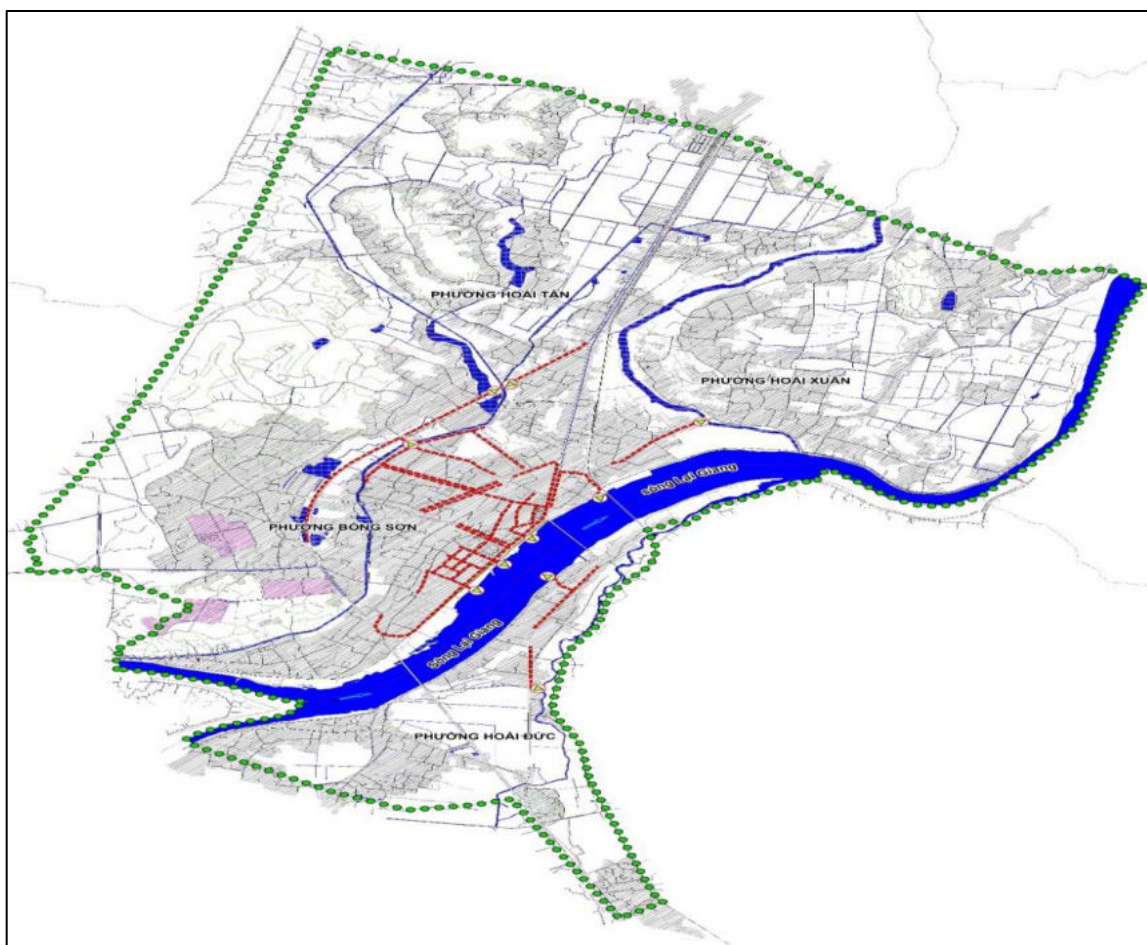 PHƯỜNG HOÀI TÂN
PHƯỜNG HOÀI XUÂN
Sông Lại Giang
PHƯỜNG BỒNG SƠN
Sông Lại Giang
PHƯỜNG HOÀI ĐỨC